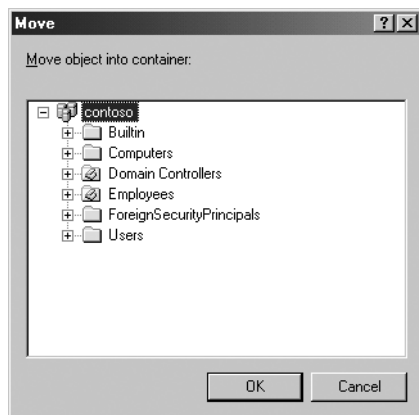 Move
Move object into container:
contoso
Builtin
Computers
Domain Controllers
Employees
ForeignSecurityPrincipals
Users
OK Cancel